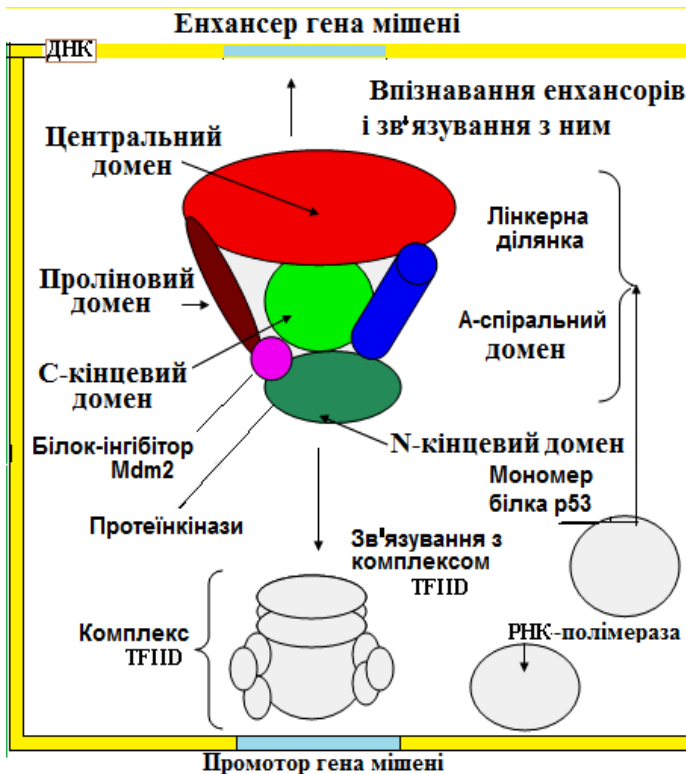 Енхансер гена мішені
ДНК
Впізнавання енхансорів
і зв'язування з ним
Центральний
домен
Лінкерна
ділянка
Проліновий
домен
А-спіральний
домен
С-кінцевий
домен
Білок-інгібітор
Mdm2
N-кінцевий домен
Мономер
білка р53
Протеїнкінази
Зв'язування з
комплексом
TFIID
Комплекс
TFIID
РНК-полімераза
Промотор гена мішені